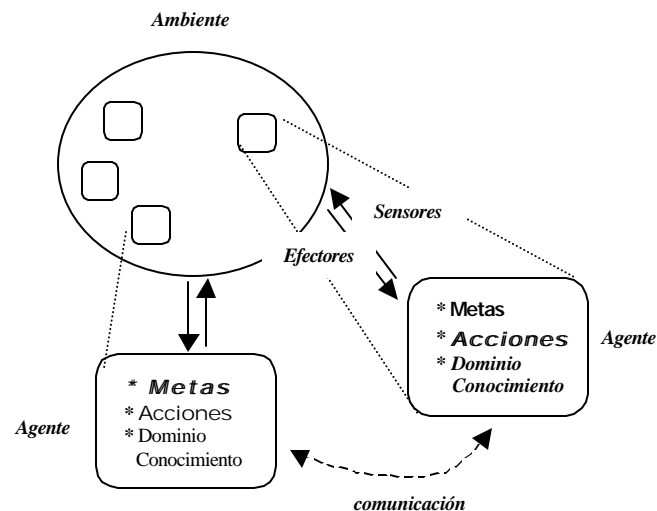 Ambiente
Sensores
Efectores
* Metas
* Acciones
* Dominio
Conocimiento
Agente
* Metas
* Acciones
* Dominio
Conocimiento
Agente
comunicación